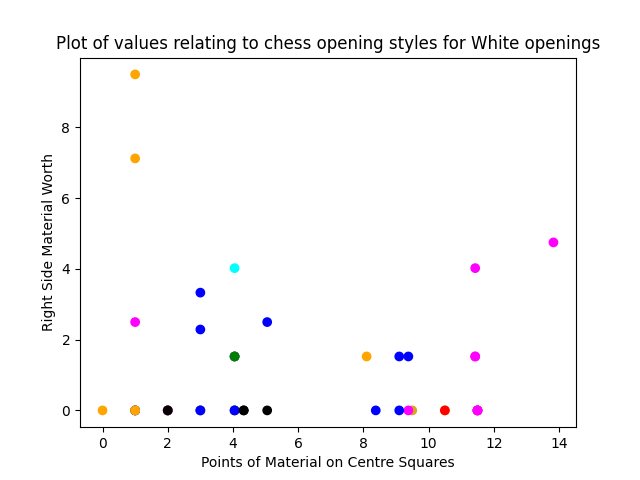 Plot of values relating to chess opening styles for White openings
Right Side Material Worth
8
6
4
2
0
0 2 4 6 8 10 12 14
Points of Material on Centre Squares